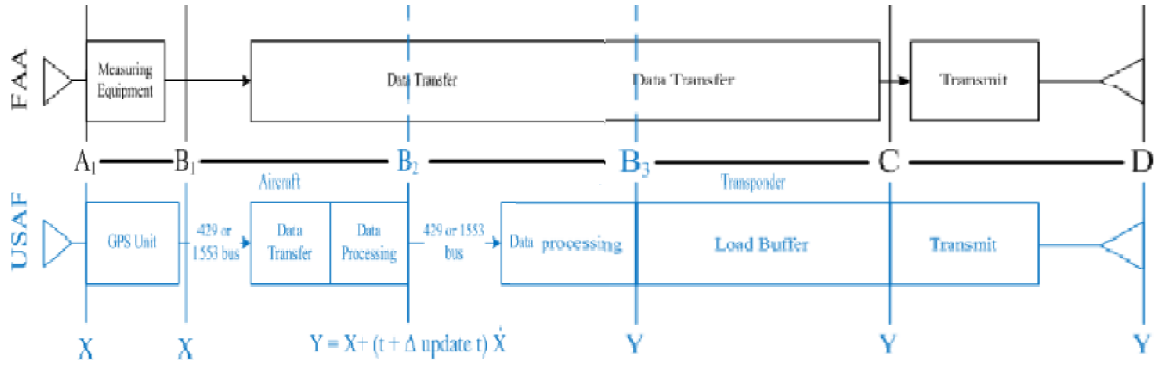 FAA
Measuring
Equipment
Data Transfer
Data Transfer
Transmit
A1
B1
B2
B3
C
D
Aircraft
Transponder
USAF
GPS Unit
429 or
1553 bus
Data
Transfer
Data
Processing
429 or 1553
bus
Data processing
Load Buffer
Transmit
X
X
Y = X+ (t + Δ update t) Ẋ
Y
Y
Y